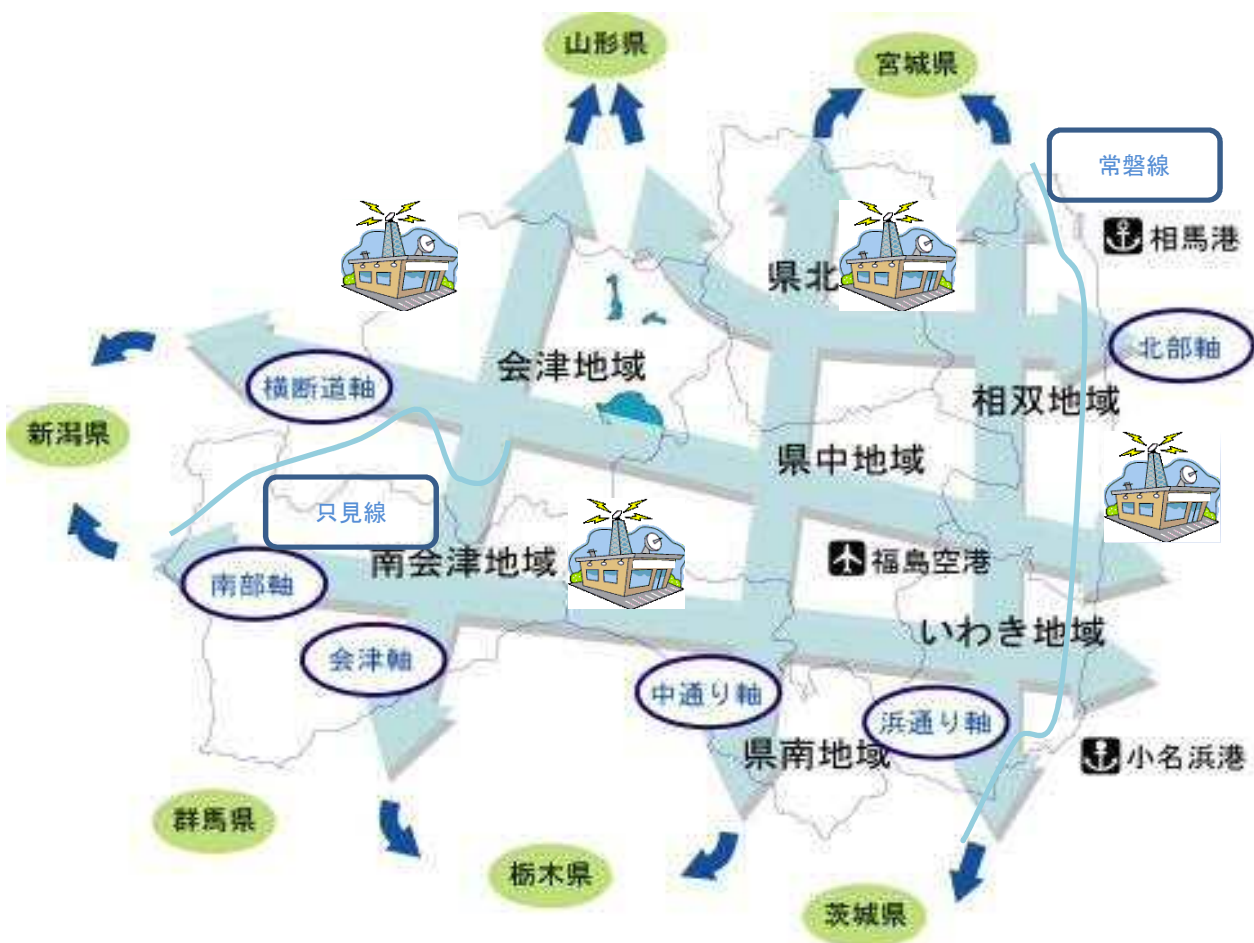 山形県
宮城県
常磐線
相馬港
県北
北部軸
会津地域
横断道軸
相双地域
新潟県
県中地域
只見線
南会津地域
福島空港
南部軸
いわき地域
会津軸
中通り軸
浜通り軸
県南地域
小名浜港
群馬県
栃木県
茨城県